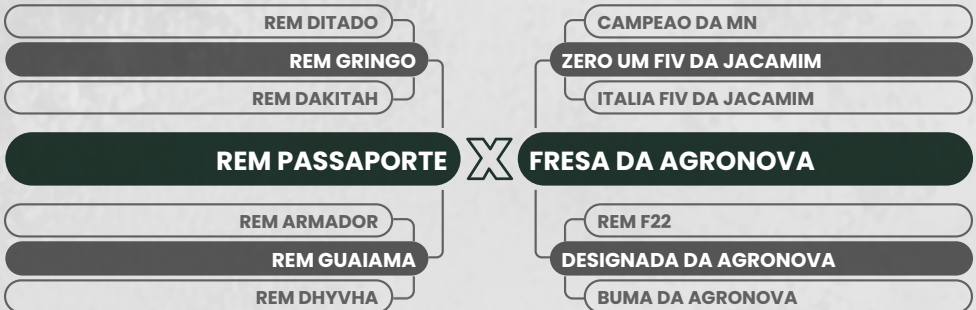 REM DITADO
REM GRINGO
REM DAKITAH
REM PASSAPORTE
REM ARMADOR
REM GUAIAMA
REM DHYVHA
X
CAMPEAO DA MN
ZERO UM FIV DA JACAMIM
ITALIA FIV DA JACAMIM
FRESA DA AGRONOVA
REM F22
DESIGNADA DA AGRONOVA
BUMA DA AGRONOVA